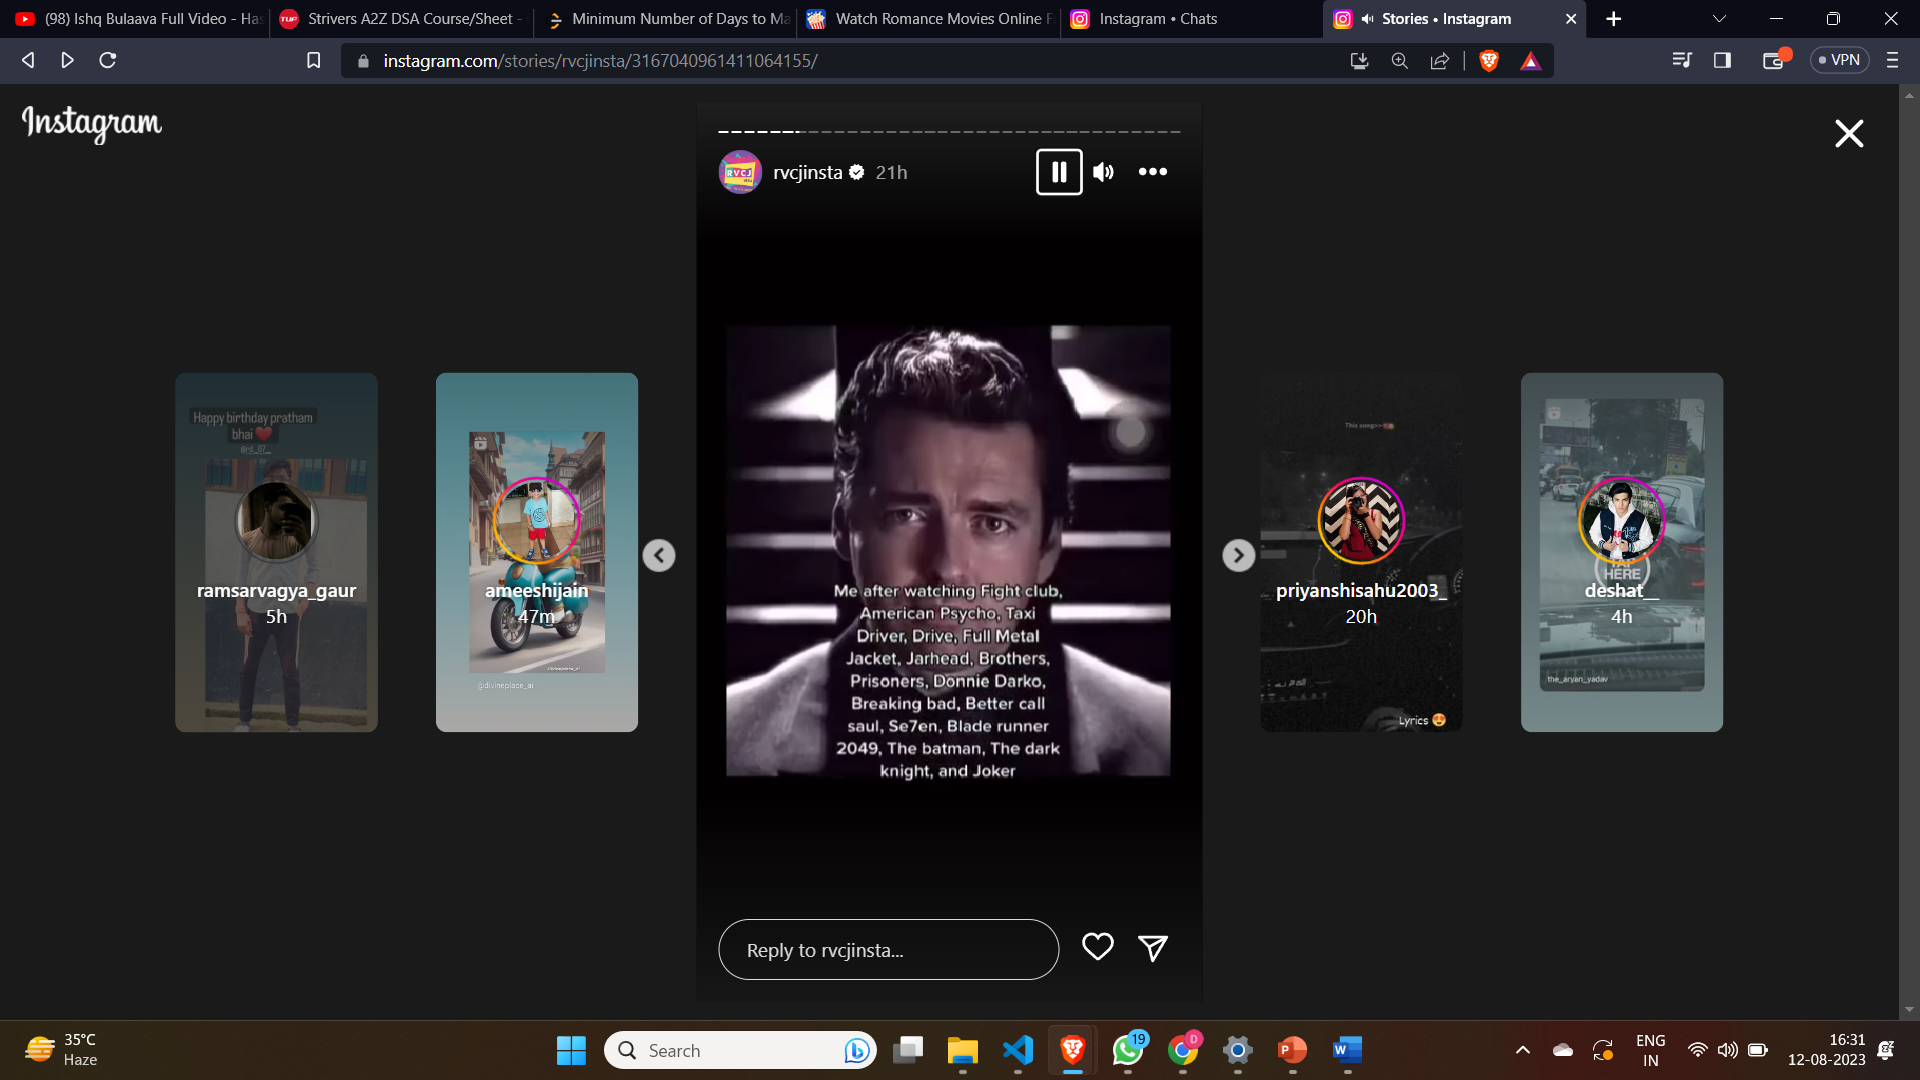 (98) Ishq Bulaava Full Video - Has
Strivers A2Z DSA Course/Sheet -
Minimum Number of Days to Ma
Watch Romance Movies Online F
Instagram • Chats
Stories • Instagram
instagram.com/stories/rvcjinsta/3167040961411064155/
VPN
Instagram
RVCJ
rvcjinsta 21h
Happy birthday pratham
bhai❤️
ramsarvagya_gaur
5h
ameeshijain
47m
@divineplace_ai
Me after watching Fight club,
American Psycho, Taxi
Driver, Drive, Full Metal
Jacket, Jarhead, Brothers,
Prisoners, Donnie Darko,
Breaking bad, Better call
saul, Se7en, Blade runner
2049, The batman, The dark
knight, and Joker
This song>>
priyanshisahu2003_
20h
Lyrics 😍
HERE
deshat__
4h
the_aryan_yadav
Reply to rvcjinsta...
35°C
Haze
Search
19
D
ENG
IN
16:31
12-08-2023